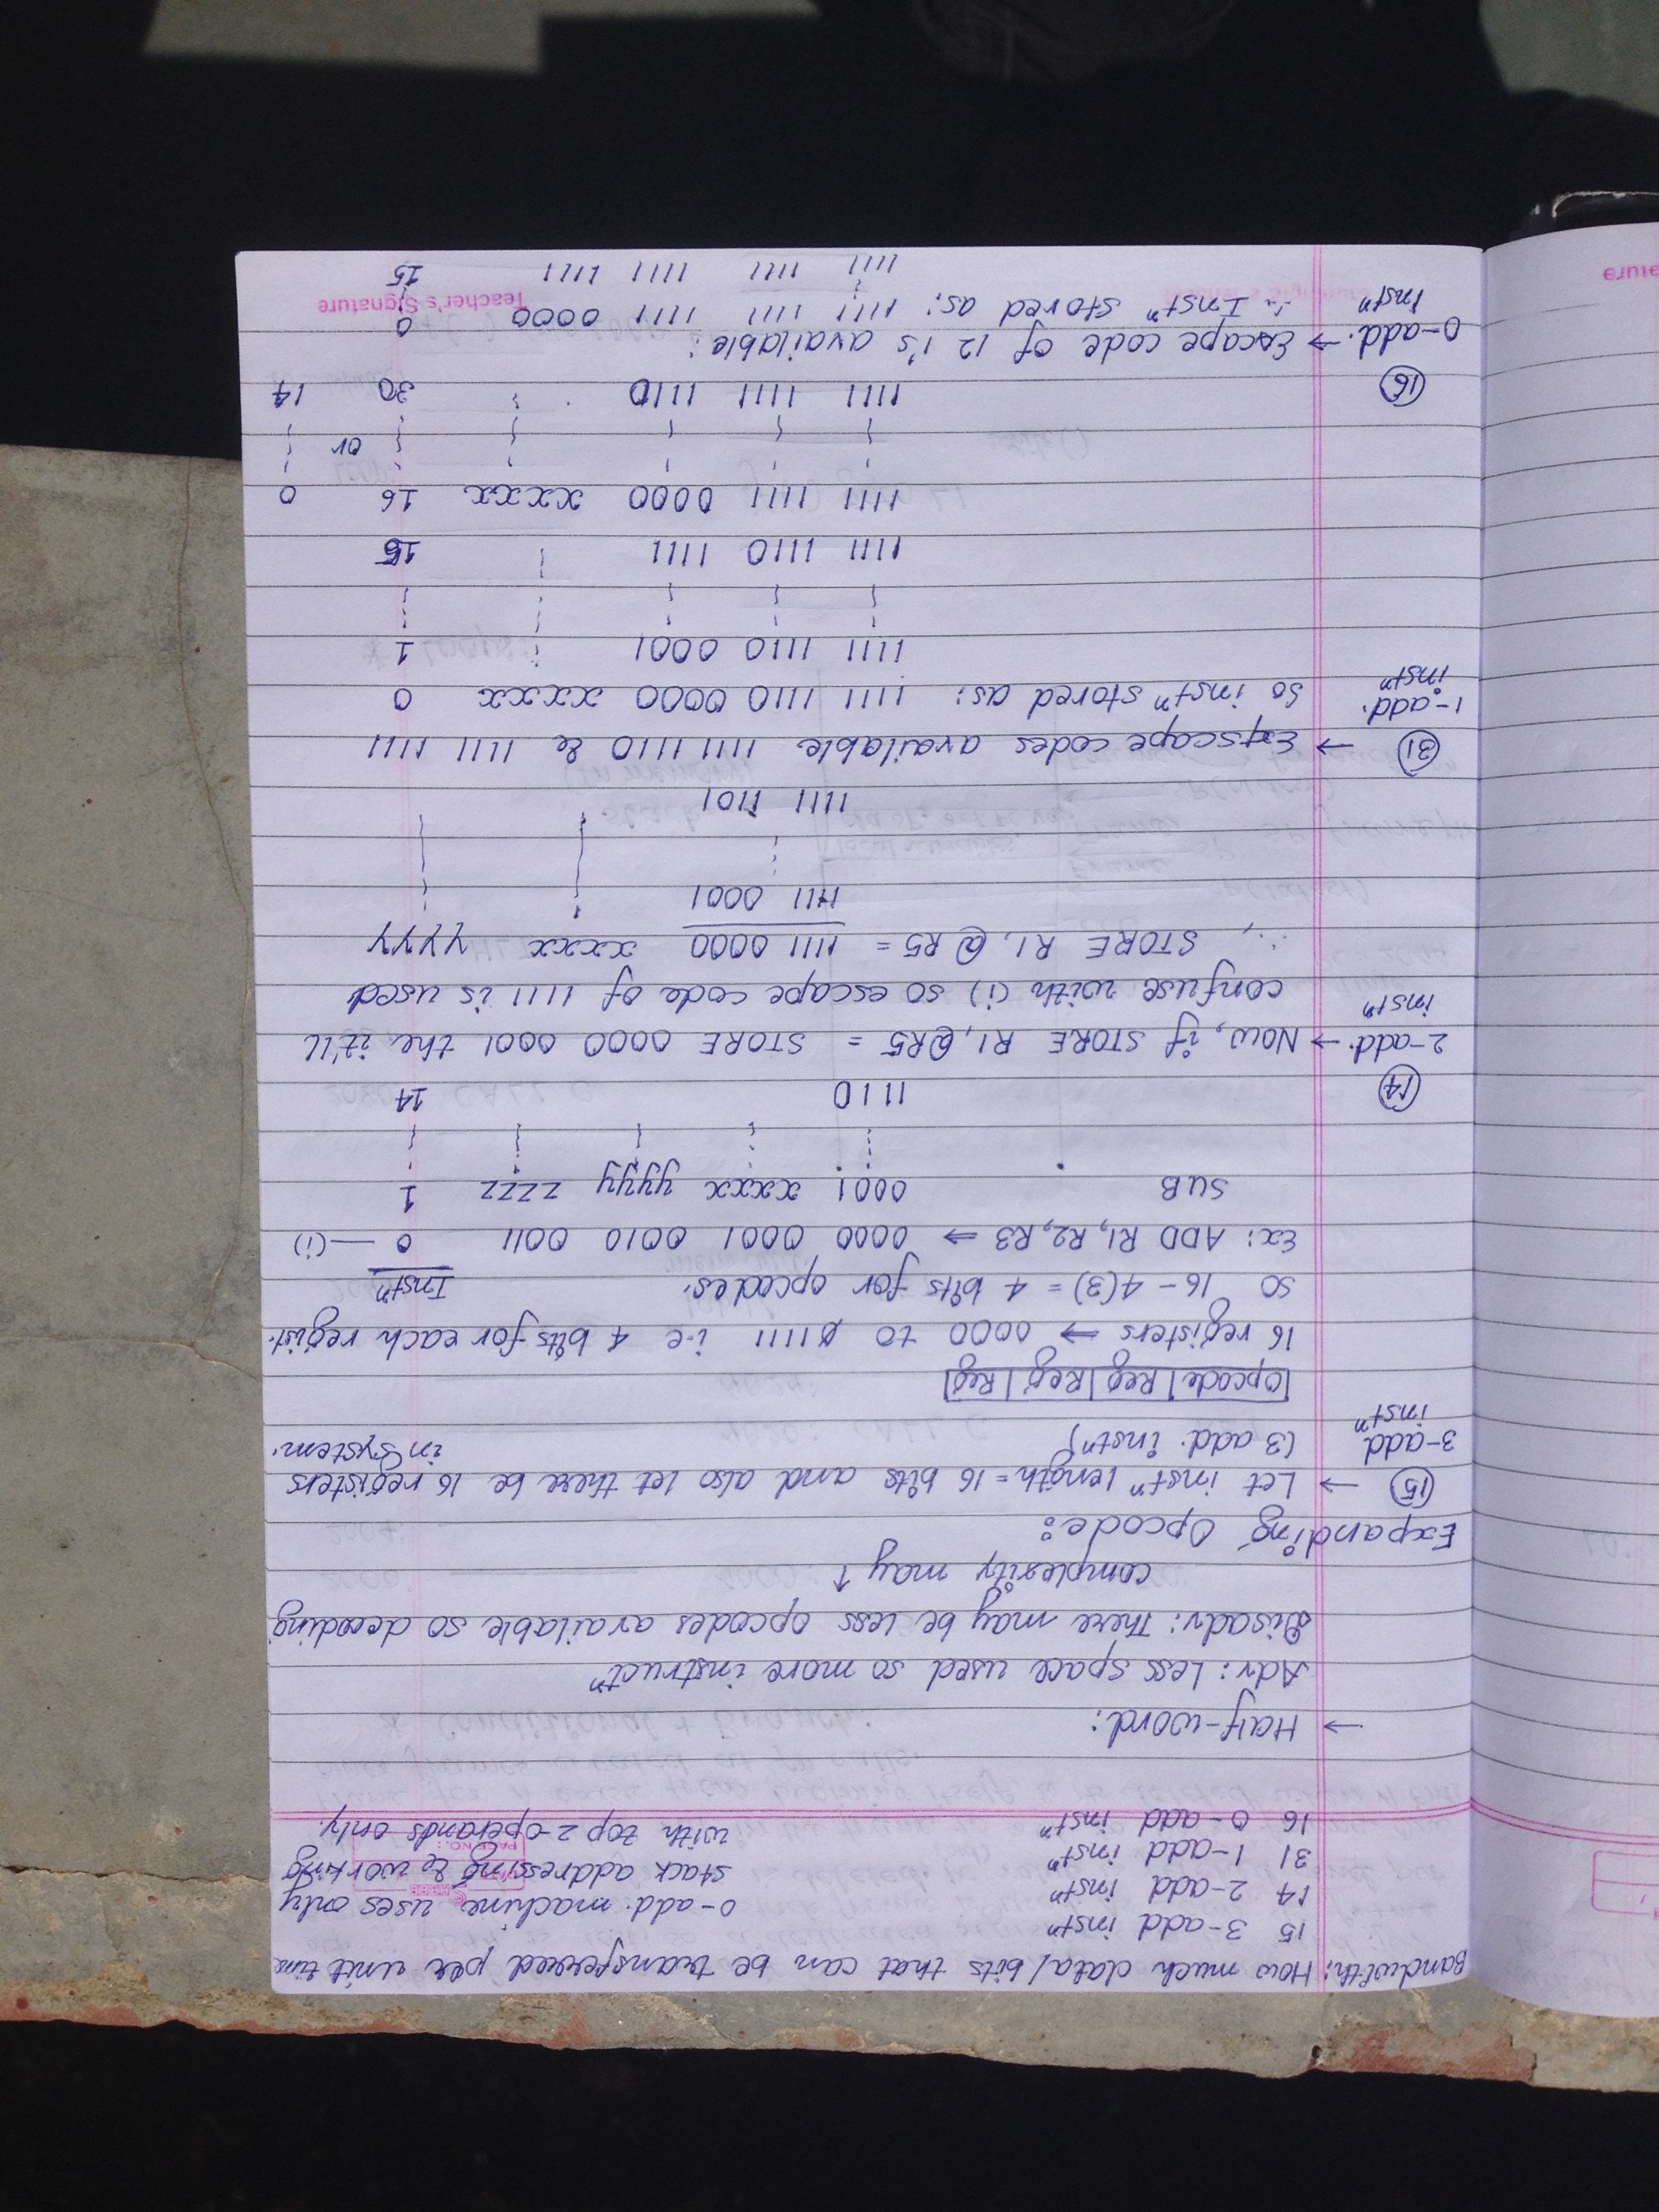 Bandwith: How much data/bits that can be transferred per unit time
15 3-add instⁿ
14 2-add instⁿ
31 1-add instⁿ
16 0-add instⁿ
0-add. machine uses only
stack addressing & working
with top 2-operands only.
PAGE NO.:
→ Half-word:
Adv: Less space used so more instructⁿ
Disadv: There may be less opcodes available so decoding
complexity may ↑
Expanding Opcode:
15 → Let instⁿ length = 16 bits and also let there be 16 registers
in system.
3-add instⁿ
(3 add. instⁿ)
|Opcode|Reg|Reg|Reg|
16 registers → 0000 to 1111 i.e 4 bits for each regist.
so 16 - 4(3) = 4 bits for opcodes. Instⁿ
Ex: ADD R1, R2, R3 ⇒ 0000 0001 0010 0011 0 —(i)
SUB 0001 xxxx yyyy zzzz 1
1110 14
14
2-add. instⁿ → Now, if STORE R1, @R5 = STORE 0000 0001 the it'll
confuse with (i) so escape code of 1111 is used
∴, STORE R1, @R5 = 1111 0000 xxxx yyyy
1111 0001
1111 1101
31 → Escape codes available 1111 1110 & 1111 1111
1-add. instⁿ
So instⁿ stored as: 1111 1110 0000 xxxx 0
1111 1110 0001 1
1111 1110 1111 15
1111 1111 0000 xxxx 16 0
or
1111 1111 1110 30 14
16
0-add. instⁿ → Escape code of 12 1's available:
∴ Instⁿ stored as: 1111 1111 1111 0000 0
Teacher's Signature
1111 1111 1111 1111 15